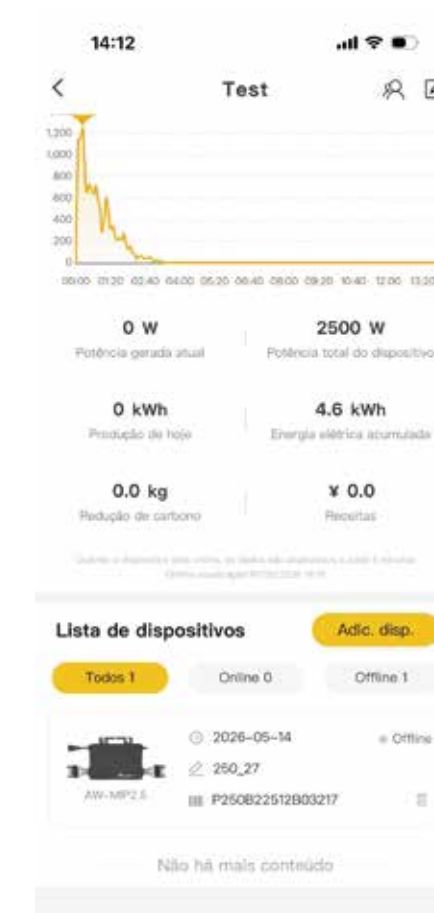 14:12
Test
1,200
1,000
800
600
400
200
0
00:00 01:20 02:40 04:00 05:20 06:40 08:00 09:20 10:40 12:00 13:20
0 W
2500 W
Potência gerada atual
Potência total do dispositivo
0 kWh
4.6 kWh
Produção de hoje
Energia elétrica acumulada
0.0 kg
¥ 0.0
Redução de carbono
Receitas
Lista de dispositivos
Adic. disp.
Todos 1
Online 0
Offline 1
2026-05-14
Offline
250_27
AW-MIP2.5
P250B22512B03217
Não há mais conteúdo